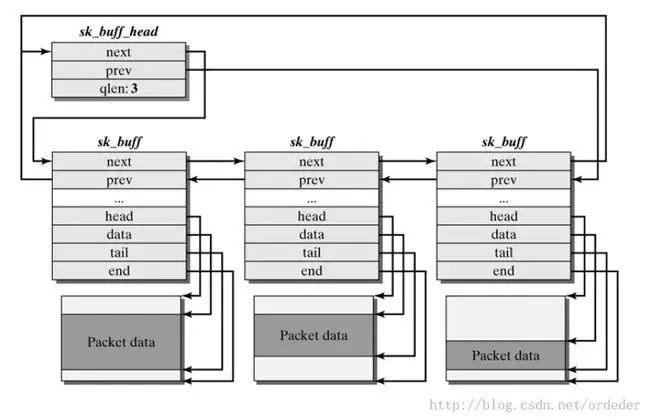 sk_buff_head
next
prev
qlen: 3
sk_buff
next
prev
...
head
data
tail
end
Packet data
sk_buff
next
prev
...
head
data
tail
end
Packet data
sk_buff
next
prev
...
head
data
tail
end
Packet data
http://blog.csdn.net/ordeder